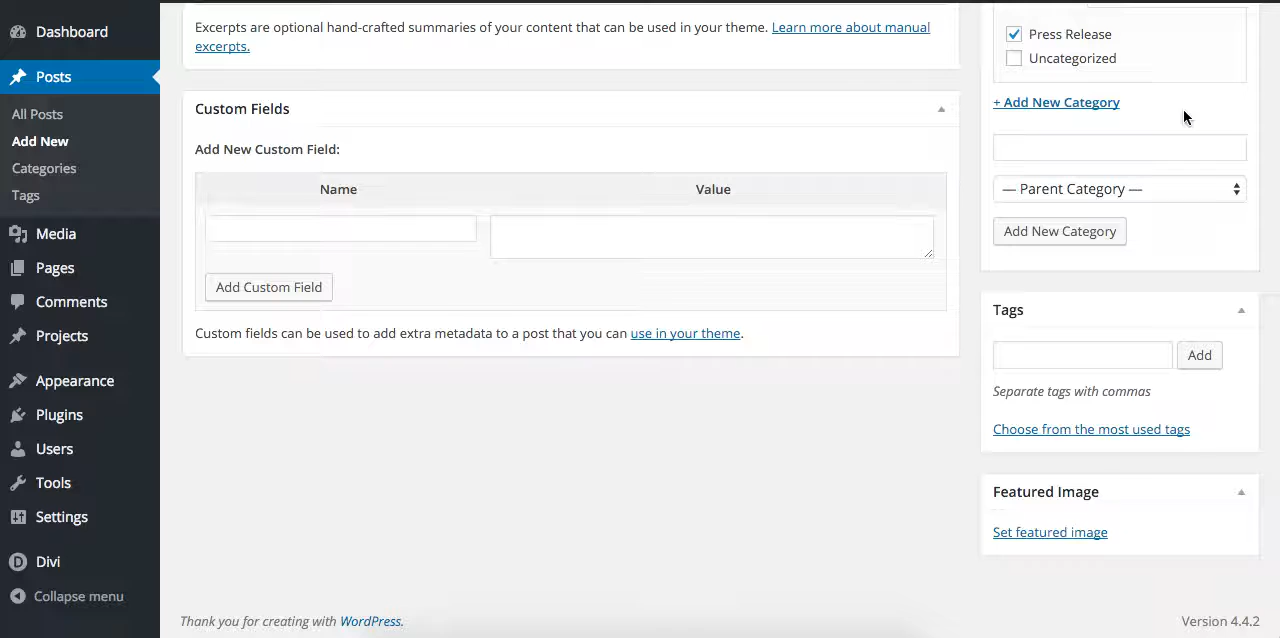 Dashboard
Posts
All Posts
Add New
Categories
Tags
Media
Pages
Comments
Projects
Appearance
Plugins
Users
Tools
Settings
Divi
Collapse menu
Excerpts are optional hand-crafted summaries of your content that can be used in your theme. Learn more about manual
excerpts.
Custom Fields
Add New Custom Field:
Name Value
Add Custom Field
Custom fields can be used to add extra metadata to a post that you can use in your theme.
Press Release
Uncategorized
+ Add New Category
— Parent Category —
Add New Category
Tags
Add
Separate tags with commas
Choose from the most used tags
Featured Image
Set featured image
Thank you for creating with WordPress.
Version 4.4.2